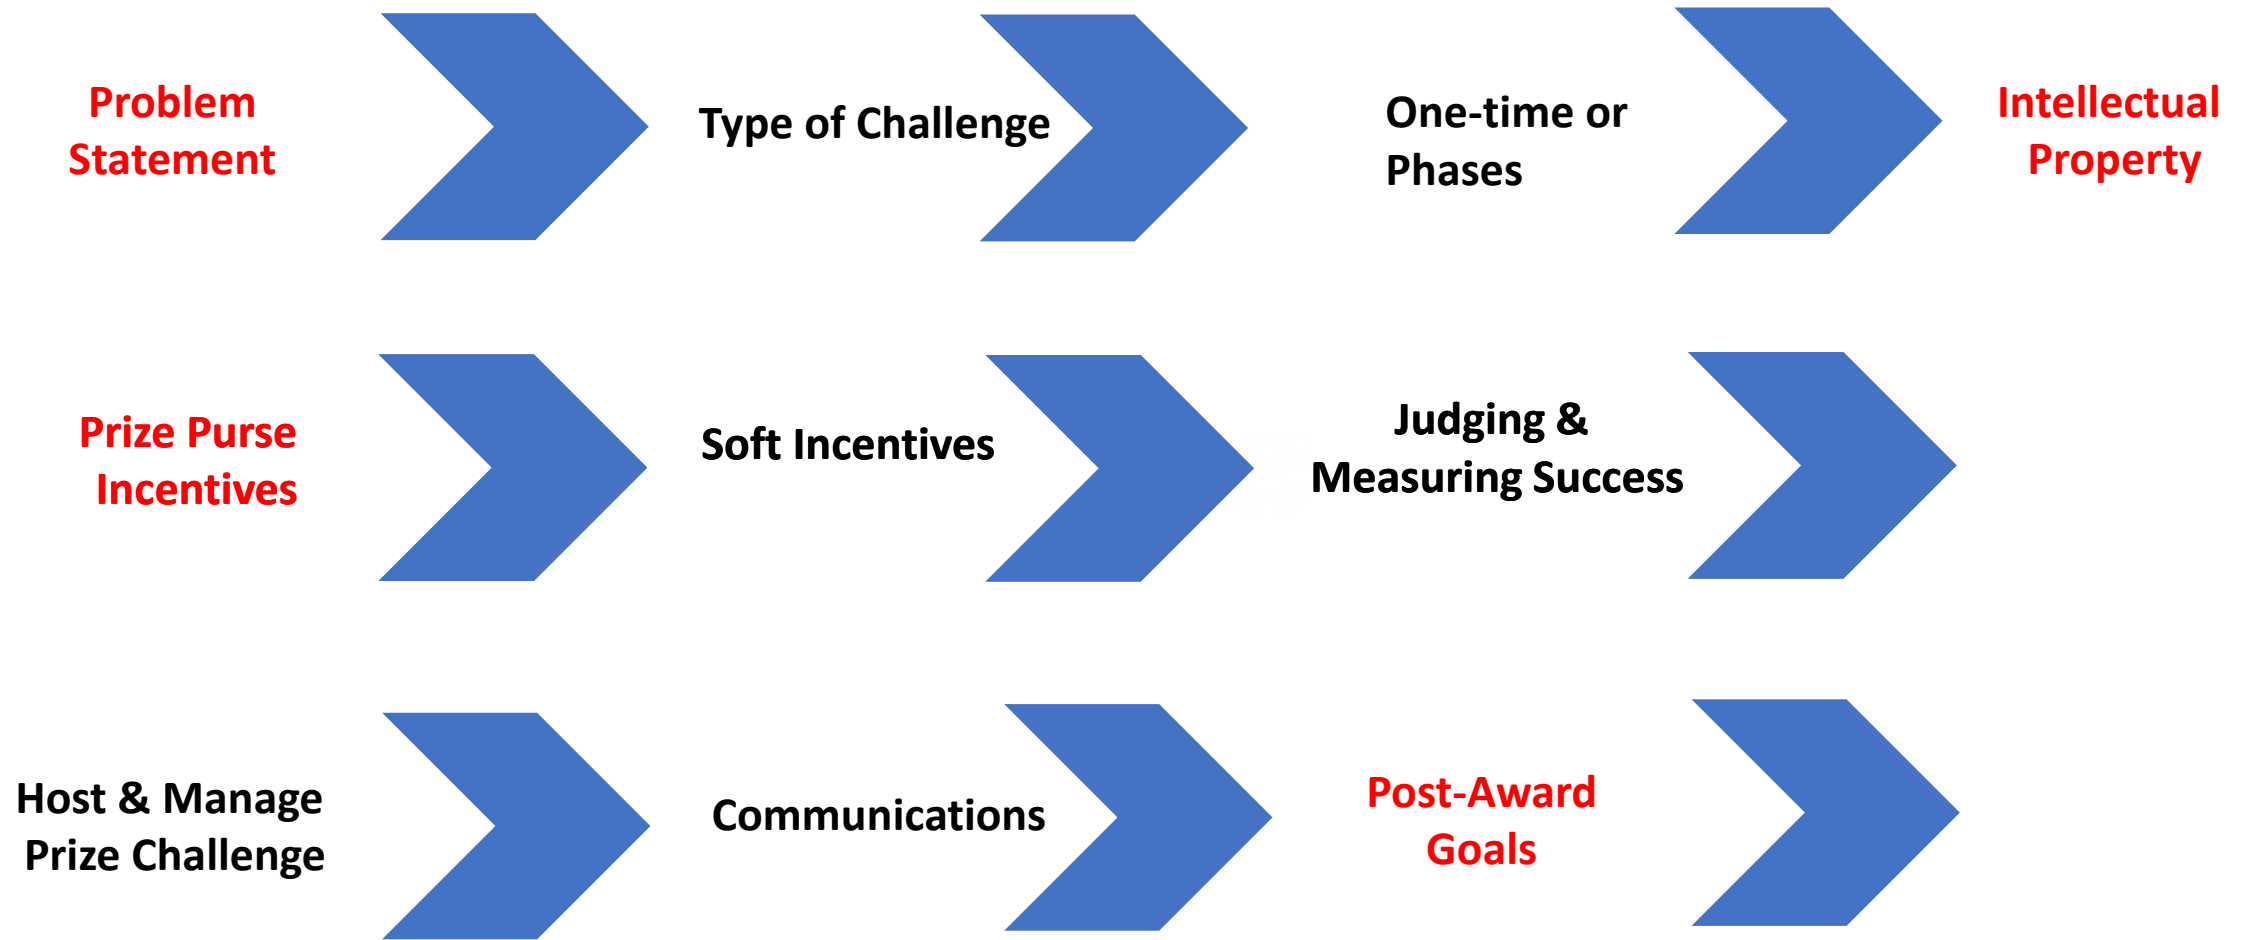 Problem
Statement
Type of Challenge
One-time or
Phases
Intellectual
Property
Prize Purse
Incentives
Soft Incentives
Judging &
Measuring Success
Host & Manage
Prize Challenge
Communications
Post-Award
Goals